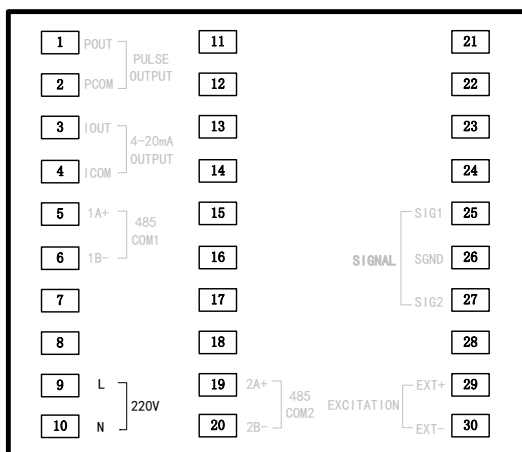 1 POUT 11 21
PULSE
OUTPUT
2 PCOM 12 22
3 IOUT 13 23
4-20mA
OUTPUT
4 ICOM 14 24
5 1A+ 15 SIG1 25
485
COM1
6 1B- 16 SIGNAL SGND 26
7 17 SIG2 27
8 18 28
9 L 19 2A+ EXT+ 29
220V 485
COM2 EXCITATION
10 N 20 2B- EXT- 30